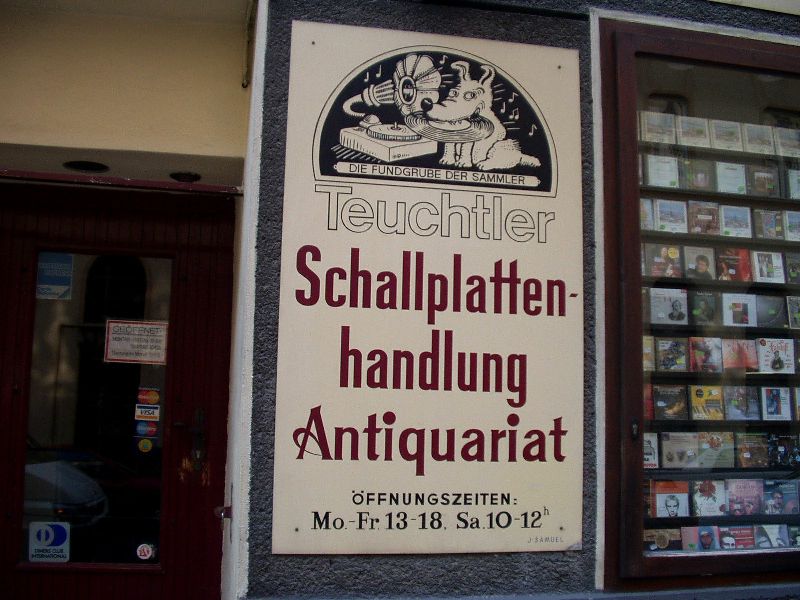 DIE FUNDGRUBE DER SAMMLER
Teuchtler
Schallplatten-
handlung
Antiquariat
ÖFFNUNGSZEITEN:
Mo.-Fr. 13-18, Sa. 10-12h
J. SAMUEL
GEÖFFNET
VISA
DINERS CLUB
INTERNATIONAL